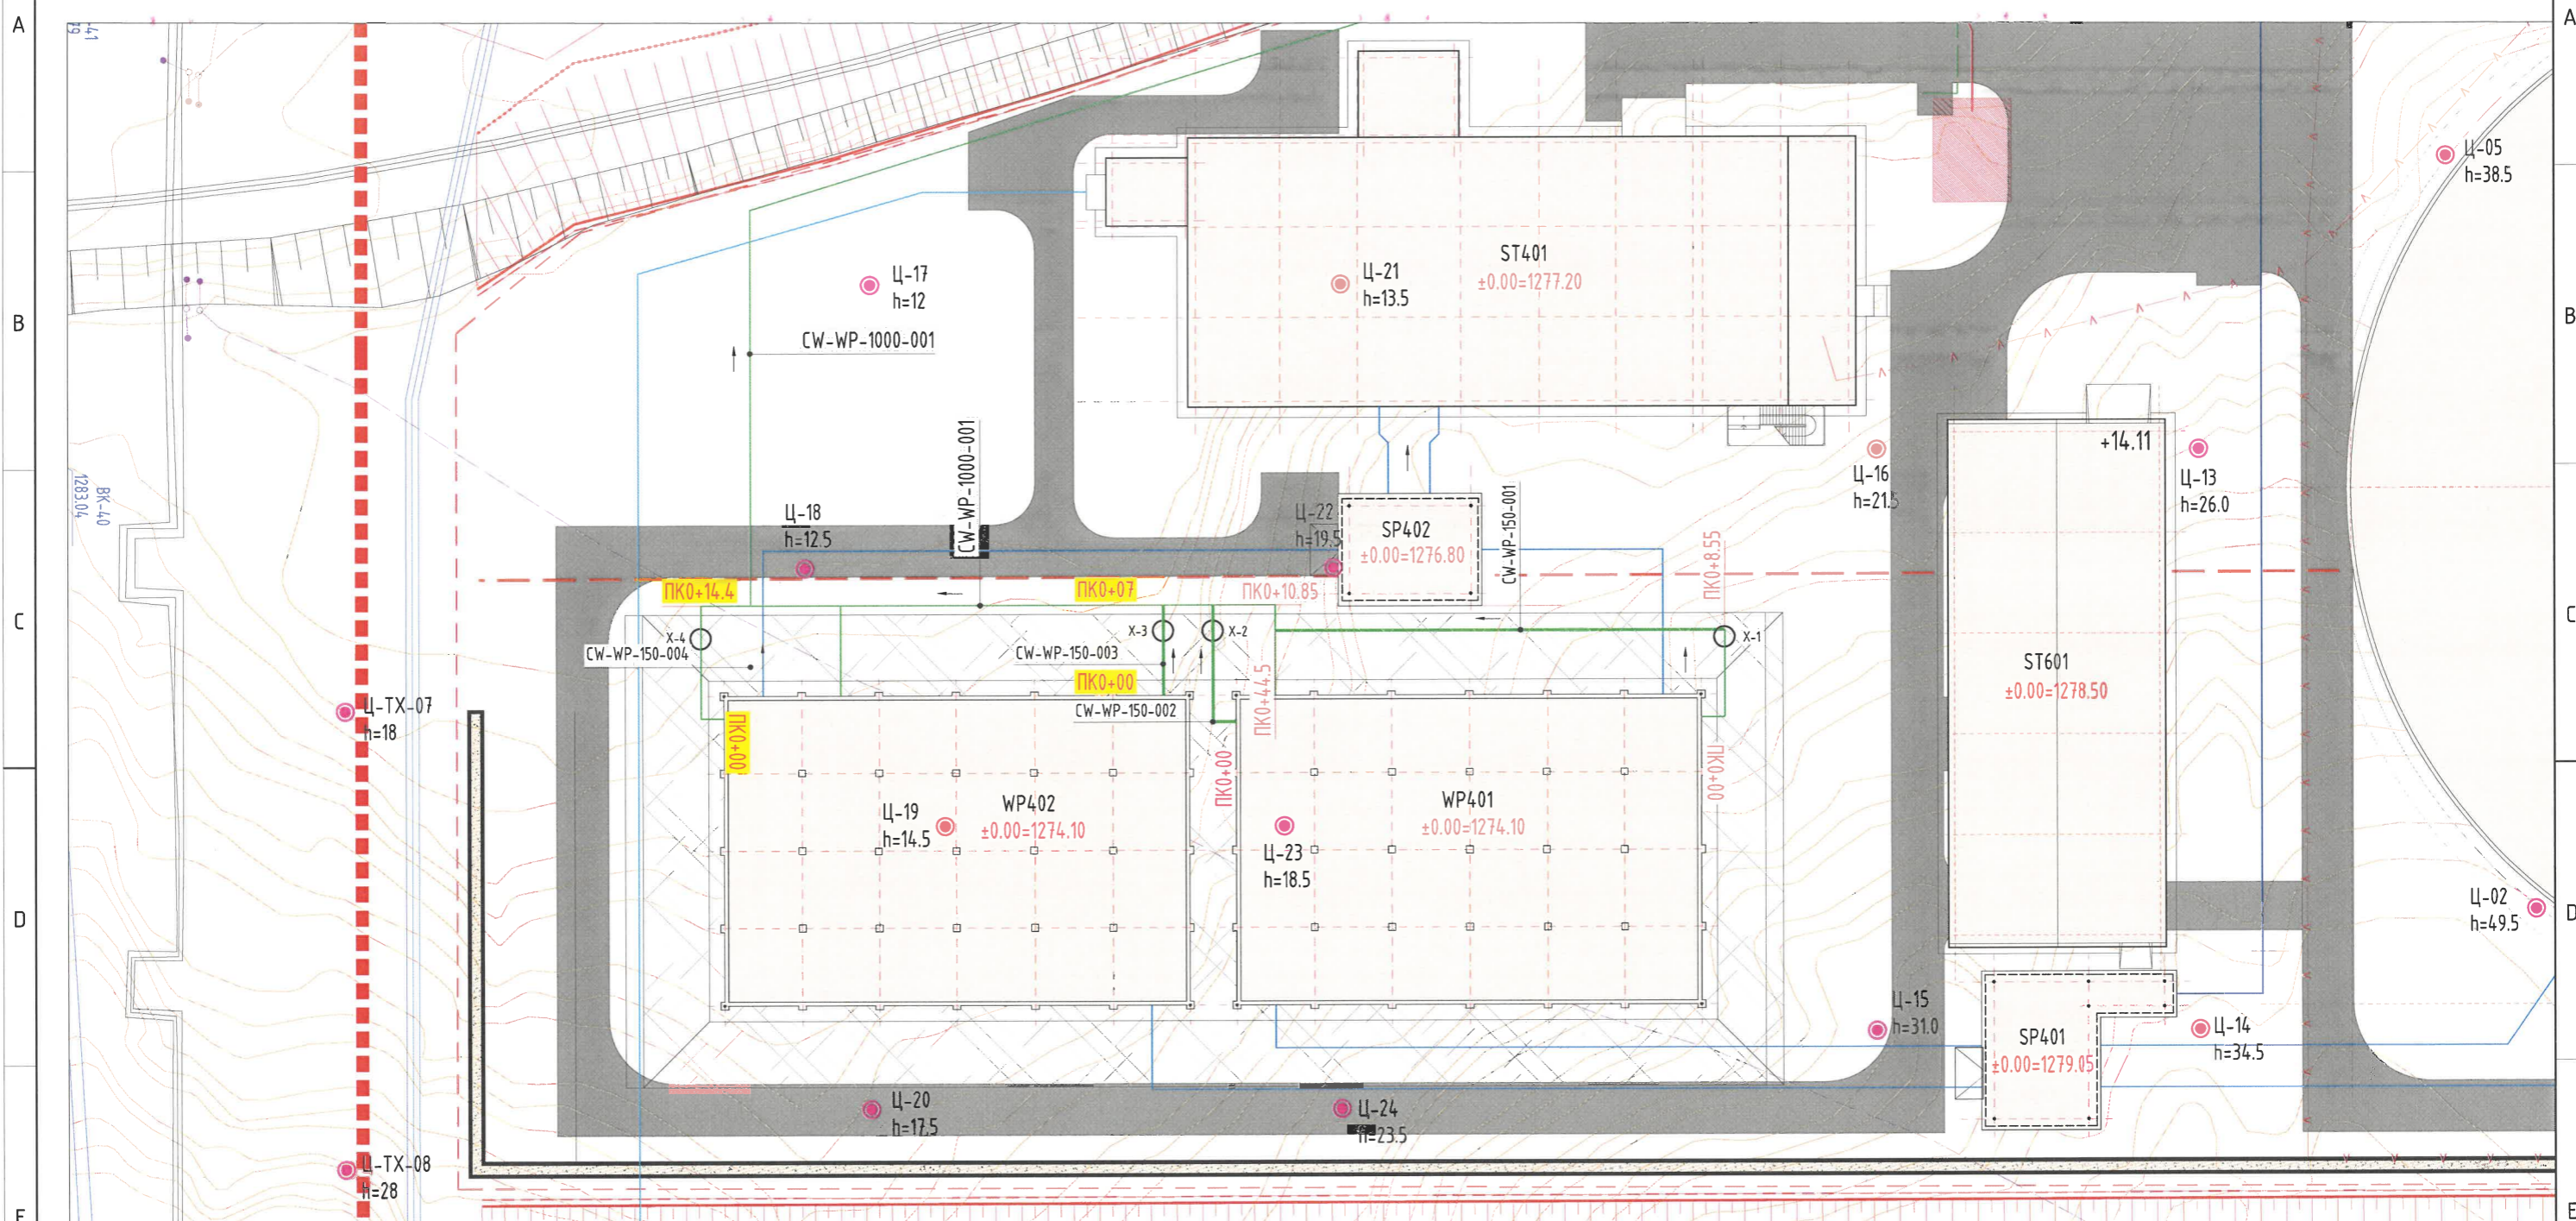 A
A
-41
Ц-05
h=38.5
Ц-17
h=12
CW-WP-1000-001
Ц-21
h=13.5
ST401
±0.00=1277.20
B
B
ВК-40
1283.04
CW-WP-1000-001
Ц-18
h=12.5
Ц-22
h=19.5
SP402
±0.00=1276.80
CW-WP-150-001
Ц-16
h=21.5
+14.11
Ц-13
h=26.0
ПК0+14.4
ПК0+07
ПК0+10.85
ПК0+8.55
C
C
X-4
X-3
X-2
X-1
CW-WP-150-004
CW-WP-150-003
ПК0+00
CW-WP-150-002
ПК0+44.5
ПК0+00
ПК0+00
ПК0+00
Ц-ТХ-07
h=18
ST601
±0.00=1278.50
Ц-19
h=14.5
WP402
±0.00=1274.10
Ц-23
h=18.5
WP401
±0.00=1274.10
D
D
Ц-02
h=49.5
Ц-15
h=31.0
SP401
±0.00=1279.05
Ц-14
h=34.5
Ц-20
h=17.5
Ц-24
h=23.5
Ц-ТХ-08
h=28